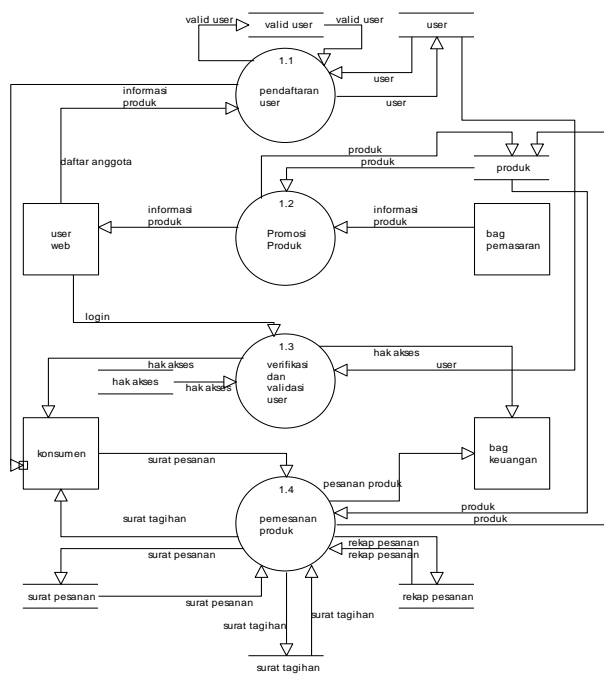 valid user
valid user
valid user
user
1.1
pendaftaran
user
user
user
informasi
produk
daftar anggota
produk
produk
produk
1.2
Promosi
Produk
informasi
produk
informasi
produk
user
web
bag
pemasaran
login
1.3
verifikasi
dan
validasi
user
hak akses
hak akses
hak akses
hak akses
user
konsumen
surat pesanan
bag
keuangan
pesanan produk
1.4
pemesanan
produk
produk
produk
surat tagihan
surat pesanan
rekap pesanan
rekap pesanan
surat pesanan
surat pesanan
rekap pesanan
surat tagihan
surat tagihan
surat tagihan